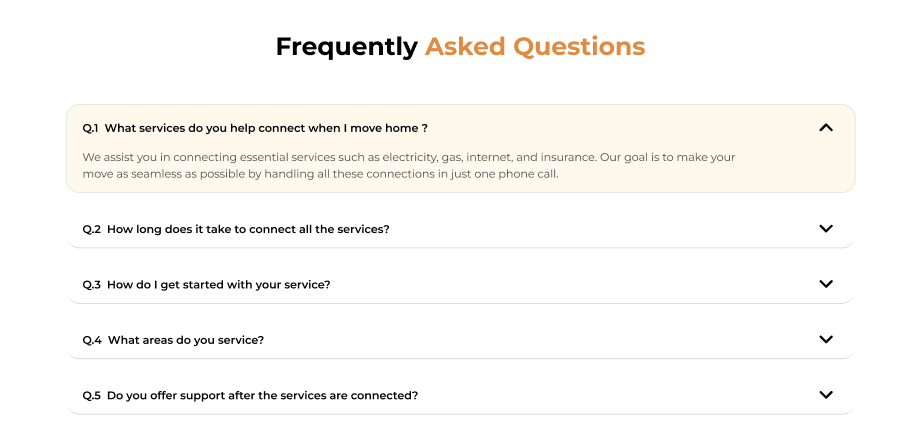 Frequently Asked Questions
Q.1 What services do you help connect when I move home ?
We assist you in connecting essential services such as electricity, gas, internet, and insurance. Our goal is to make your
move as seamless as possible by handling all these connections in just one phone call.
Q.2 How long does it take to connect all the services?
Q.3 How do I get started with your service?
Q.4 What areas do you service?
Q.5 Do you offer support after the services are connected?